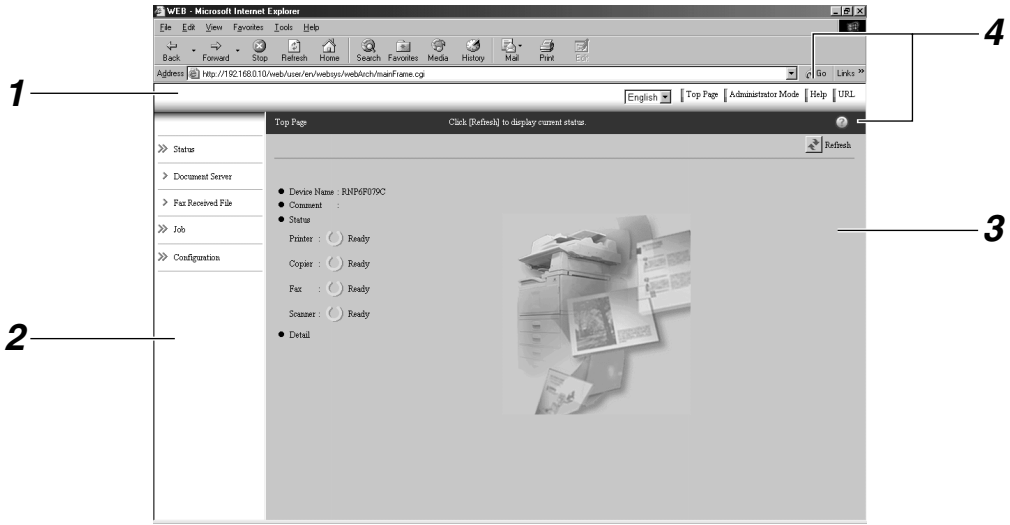 WEB - Microsoft Internet Explorer
File Edit View Favorites Tools Help
Back Forward Stop Refresh Home Search Favorites Media History Mail Print Edit
Address http://192.168.0.10/web/user/en/websys/webArch/mainFrame.cgi Go Links »
English Top Page Administrator Mode Help URL
Top Page Click [Refresh] to display current status. ?
Refresh
Status
Document Server
Fax Received File
Job
Configuration
● Device Name : RNP6F079C
● Comment :
● Status
Printer : Ready
Copier : Ready
Fax : Ready
Scanner : Ready
● Detail
1
2
3
4